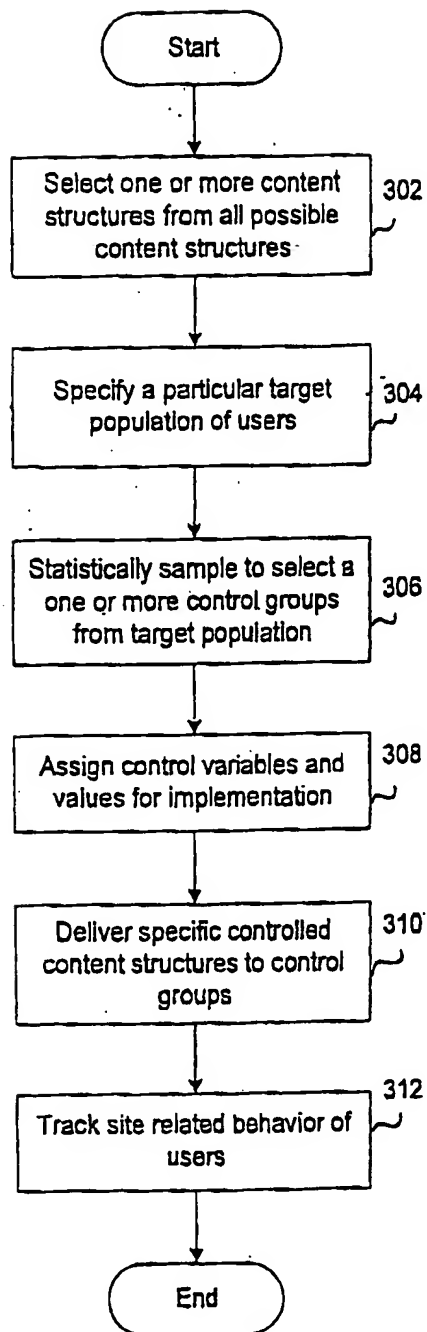 Start
Select one or more content
structures from all possible
content structures
302
Specify a particular target
population of users
304
Statistically sample to select a
one or more control groups
from target population
306
Assign control variables and
values for implementation
308
Deliver specific controlled
content structures to control
groups
310
Track site related behavior of
users
312
End